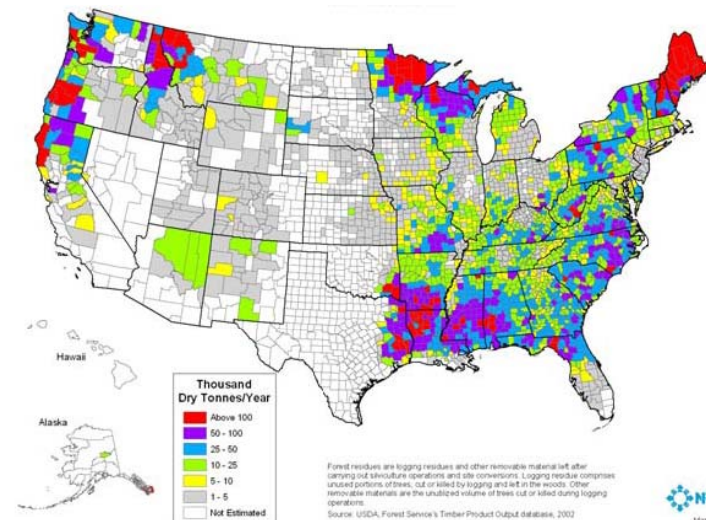 Hawaii
Alaska
Thousand
Dry Tonnes/Year
Above 100
50 - 100
25 - 50
10 - 25
5 - 10
1 - 5
Not Estimated
Forest residues are logging residues and other removable material left after
carrying out silviculture operations and site conversions. Logging residue comprises
unused portions of trees, cut or killed by logging and left in the woods. Other
removable materials are the unutilized volume of trees cut or killed during logging
operations.
Source: USDA, Forest Service's Timber Product Output database, 2002
N